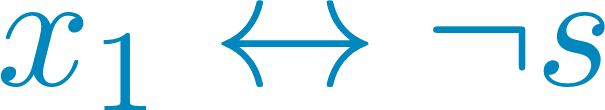 x₁ ↔ ¬s